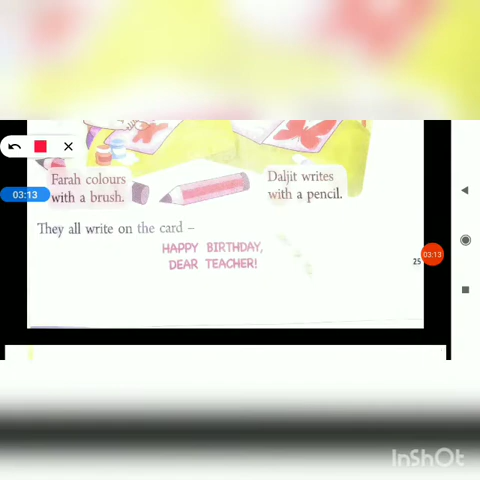 Farah colours
with a brush.
Daljit writes
with a pencil.
03:13
They all write on the card –
HAPPY BIRTHDAY,
DEAR TEACHER!
25
03:13
InShOt